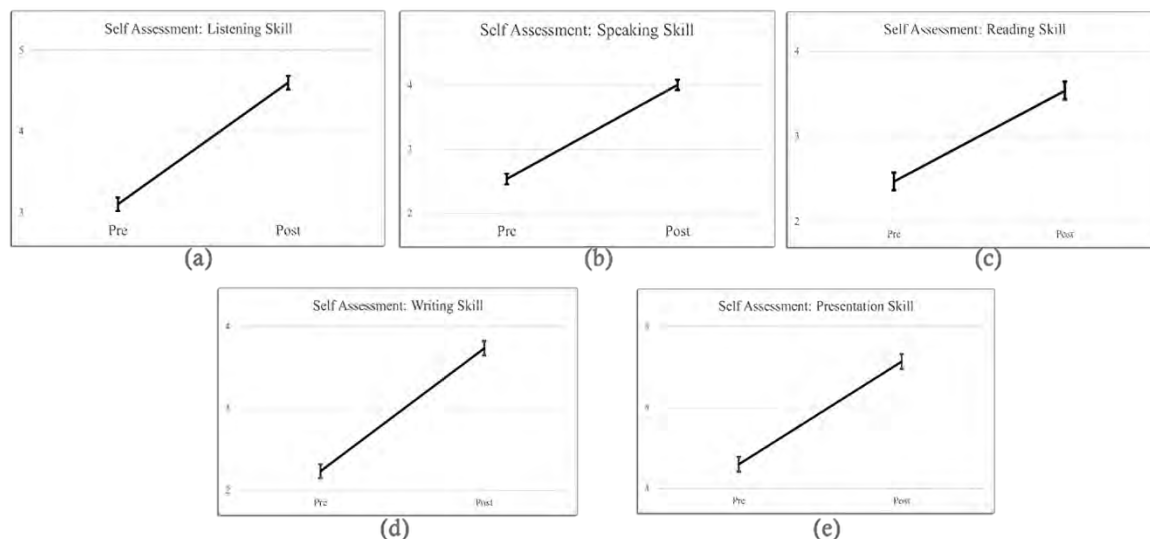 Self Assessment: Listening Skill
5
4
3
Pre Post
(a)
Self Assessment: Speaking Skill
4
3
2
Pre Post
(b)
Self Assessment: Reading Skill
4
3
2
Pre Post
(c)
Self Assessment: Writing Skill
4
3
2
Pre Post
(d)
Self Assessment: Presentation Skill
Pre Post
(e)